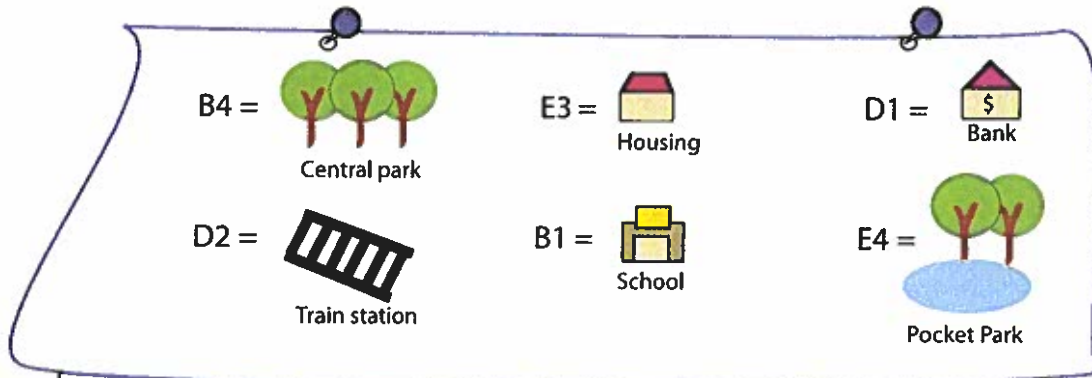 B4 =
Central park
E3 =
Housing
D1 =
$
Bank
D2 =
Train station
B1 =
School
E4 =
Pocket Park